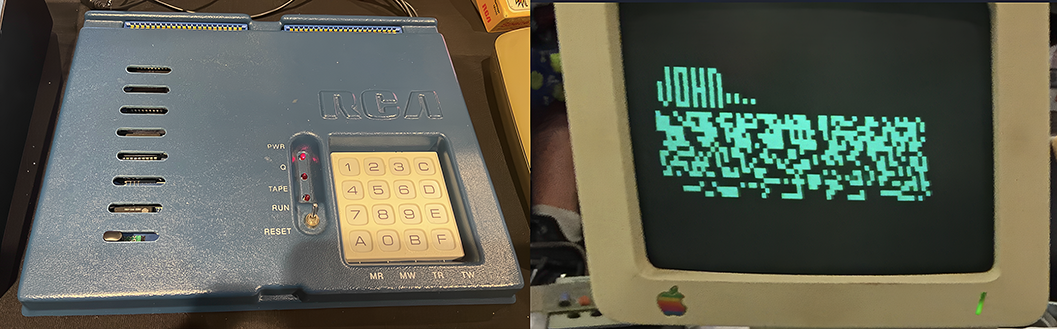 RCA
RCA
PWR
Q
TAPE
RUN
RESET
1 2 3 C
4 5 6 D
7 8 9 E
A 0 B F
MR MW TR TW
JOHN....